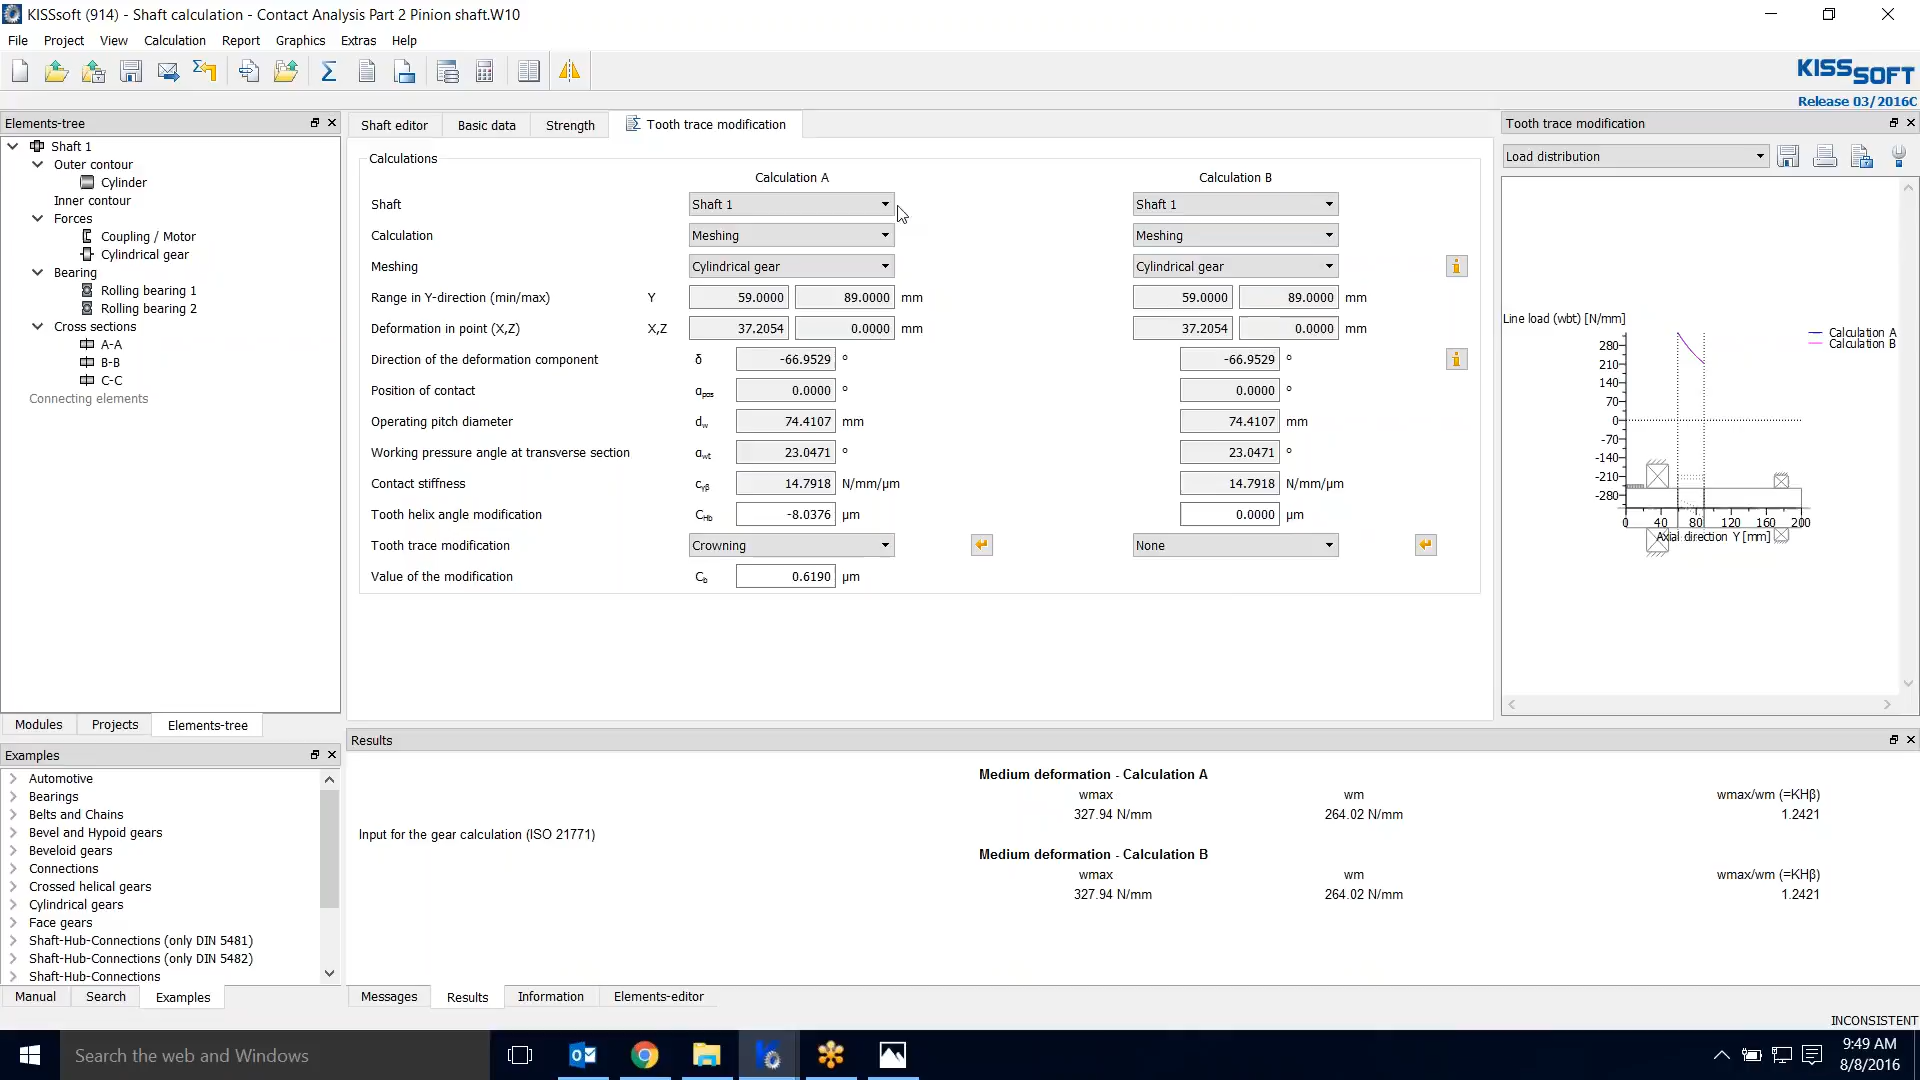 KISSsoft (914) - Shaft calculation - Contact Analysis Part 2 Pinion shaft.W10
File Project View Calculation Report Graphics Extras Help
KISSSOFT
Release 03/2016C
Elements-tree
Shaft 1
Outer contour
Cylinder
Inner contour
Forces
Coupling / Motor
Cylindrical gear
Bearing
Rolling bearing 1
Rolling bearing 2
Cross sections
A-A
B-B
C-C
Connecting elements
Modules Projects Elements-tree
Examples
Automotive
Bearings
Belts and Chains
Bevel and Hypoid gears
Beveloid gears
Connections
Crossed helical gears
Cylindrical gears
Face gears
Shaft-Hub-Connections (only DIN 5481)
Shaft-Hub-Connections (only DIN 5482)
Shaft-Hub-Connections
Manual Search Examples
Shaft editor Basic data Strength Tooth trace modification
Calculations
Calculation A Calculation B
Shaft Shaft 1 Shaft 1
Calculation Meshing Meshing
Meshing Cylindrical gear Cylindrical gear
Range in Y-direction (min/max) Y 59.0000 89.0000 mm 59.0000 89.0000 mm
Deformation in point (X,Z) X,Z 37.2054 0.0000 mm 37.2054 0.0000 mm
Direction of the deformation component δ -66.9529 ° -66.9529 °
Position of contact αpos 0.0000 ° 0.0000 °
Operating pitch diameter dw 74.4107 mm 74.4107 mm
Working pressure angle at transverse section αwt 23.0471 ° 23.0471 °
Contact stiffness cγβ 14.7918 N/mm/µm 14.7918 N/mm/µm
Tooth helix angle modification CHb -8.0376 µm 0.0000 µm
Tooth trace modification Crowning None
Value of the modification Cb 0.6190 µm
Tooth trace modification
Load distribution
Line load (wbt) [N/mm]
Calculation A
Calculation B
280
210
140
70
0
-70
-140
-210
-280
0 40 80 120 160 200
Axial direction Y [mm]
Results
Medium deformation - Calculation A
wmax wm wmax/wm (=KHβ)
327.94 N/mm 264.02 N/mm 1.2421
Input for the gear calculation (ISO 21771)
Medium deformation - Calculation B
wmax wm wmax/wm (=KHβ)
327.94 N/mm 264.02 N/mm 1.2421
Messages Results Information Elements-editor
INCONSISTENT
Search the web and Windows
9:49 AM
8/8/2016